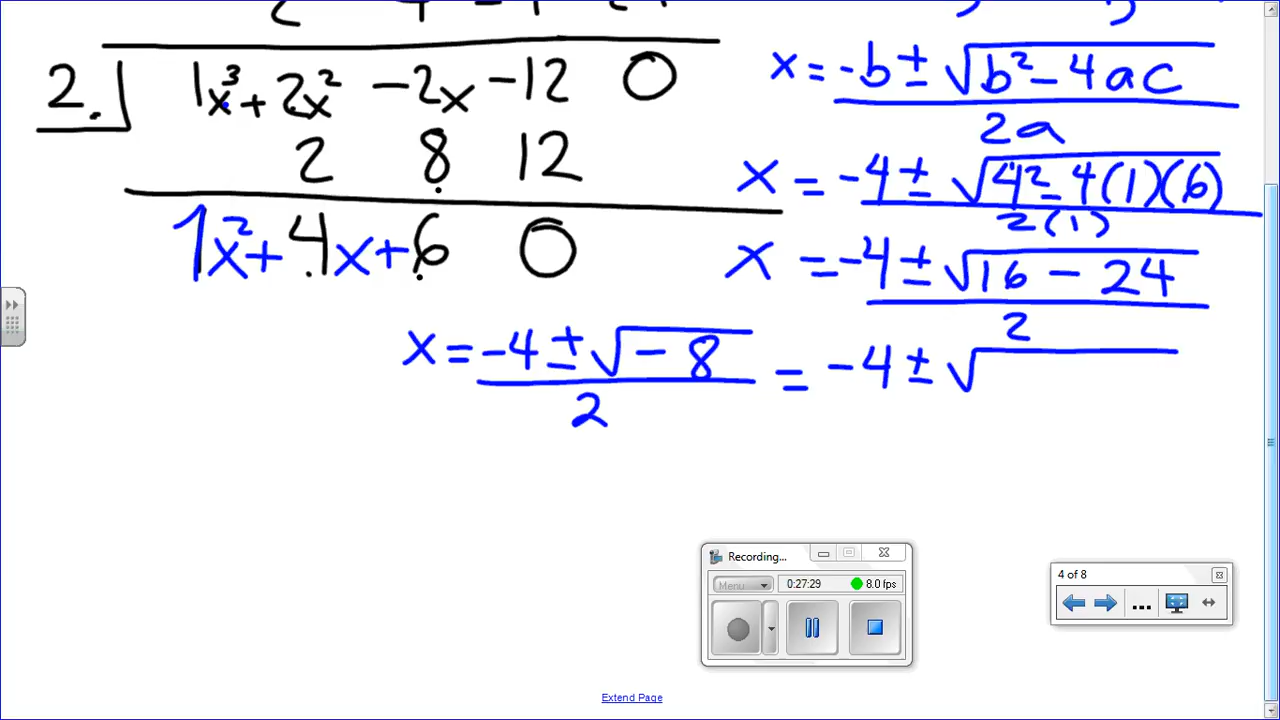 2.⌋ 1x³ + 2x² − 2x − 12 0
2 8 12
1x² + 4x + 6 0
x = -b ± √b² − 4ac
2a
x = -4 ± √4² − 4(1)(6)
2(1)
x = -4 ± √16 − 24
2
x = -4 ± √-8 = -4 ± √
2
Recording...
Menu 0:27:29 8.0 fps
4 of 8
...
Extend Page